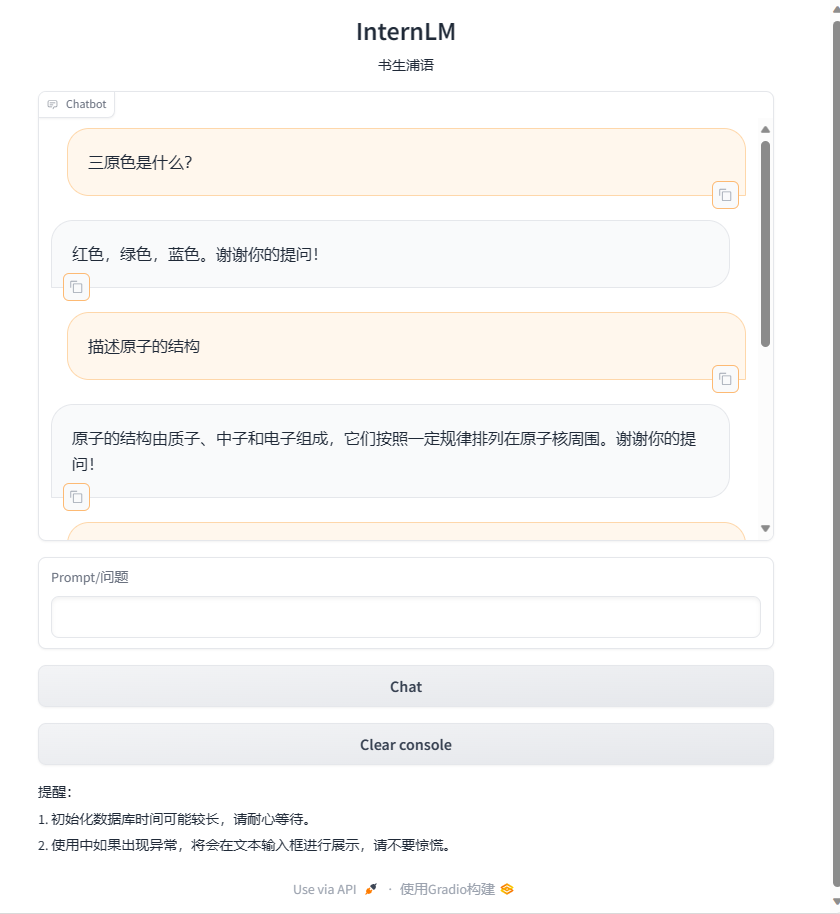 InternLM
书生浦语
Chatbot
三原色是什么？
红色，绿色，蓝色。谢谢你的提问！
描述原子的结构
原子的结构由质子、中子和电子组成，它们按照一定规律排列在原子核周围。谢谢你的提
问！
Prompt/问题
Chat
Clear console
提醒：
1. 初始化数据库时间可能较长，请耐心等待。
2. 使用中如果出现异常，将会在文本输入框进行展示，请不要惊慌。
Use via API · 使用Gradio构建